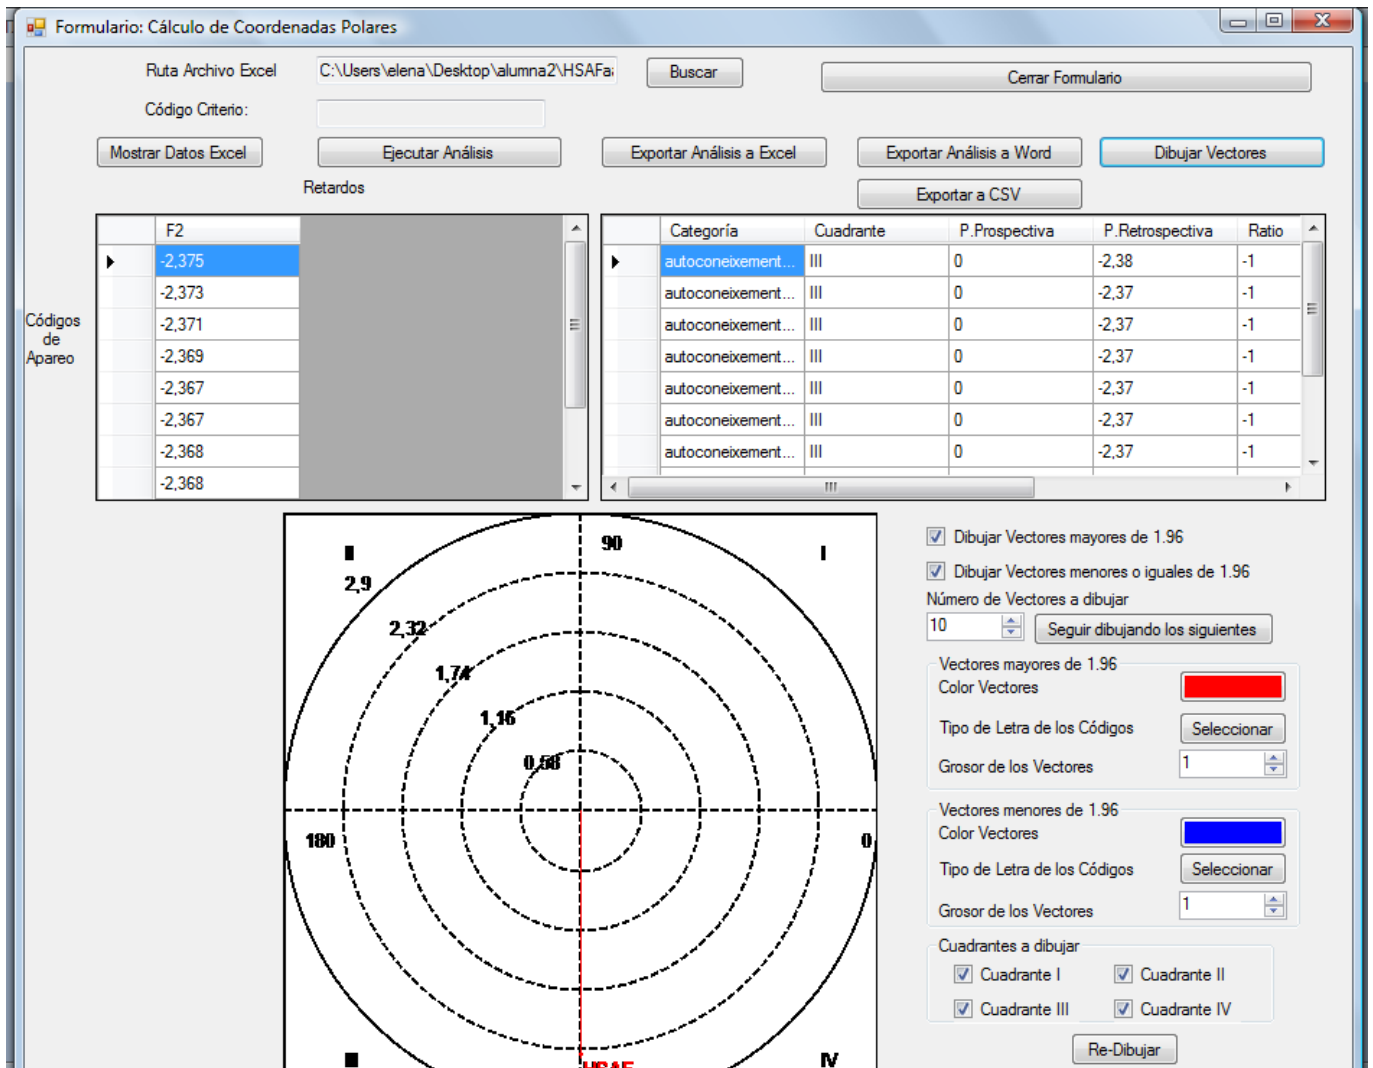 Formulario: Cálculo de Coordenadas Polares
Ruta Archivo Excel C:\Users\elena\Desktop\alumna2\HSAFa Buscar Cerrar Formulario
Código Criterio:
Mostrar Datos Excel Ejecutar Análisis Exportar Análisis a Excel Exportar Análisis a Word Dibujar Vectores
Retardos Exportar a CSV
F2
-2,375
-2,373
-2,371
-2,369
-2,367
-2,367
-2,368
-2,368
Códigos
de
Apareo
Categoría Cuadrante P.Prospectiva P.Retrospectiva Ratio
autoconeixement... III 0 -2,38 -1
autoconeixement... III 0 -2,37 -1
autoconeixement... III 0 -2,37 -1
autoconeixement... III 0 -2,37 -1
autoconeixement... III 0 -2,37 -1
autoconeixement... III 0 -2,37 -1
autoconeixement... III 0 -2,37 -1
II 90 I
2,9
2,32
1,74
1,16
0,58
180 0
III IV
HSAF
Dibujar Vectores mayores de 1.96
Dibujar Vectores menores o iguales de 1.96
Número de Vectores a dibujar
10 Seguir dibujando los siguientes
Vectores mayores de 1.96
Color Vectores
Tipo de Letra de los Códigos Seleccionar
Grosor de los Vectores 1
Vectores menores de 1.96
Color Vectores
Tipo de Letra de los Códigos Seleccionar
Grosor de los Vectores 1
Cuadrantes a dibujar
Cuadrante I Cuadrante II
Cuadrante III Cuadrante IV
Re-Dibujar